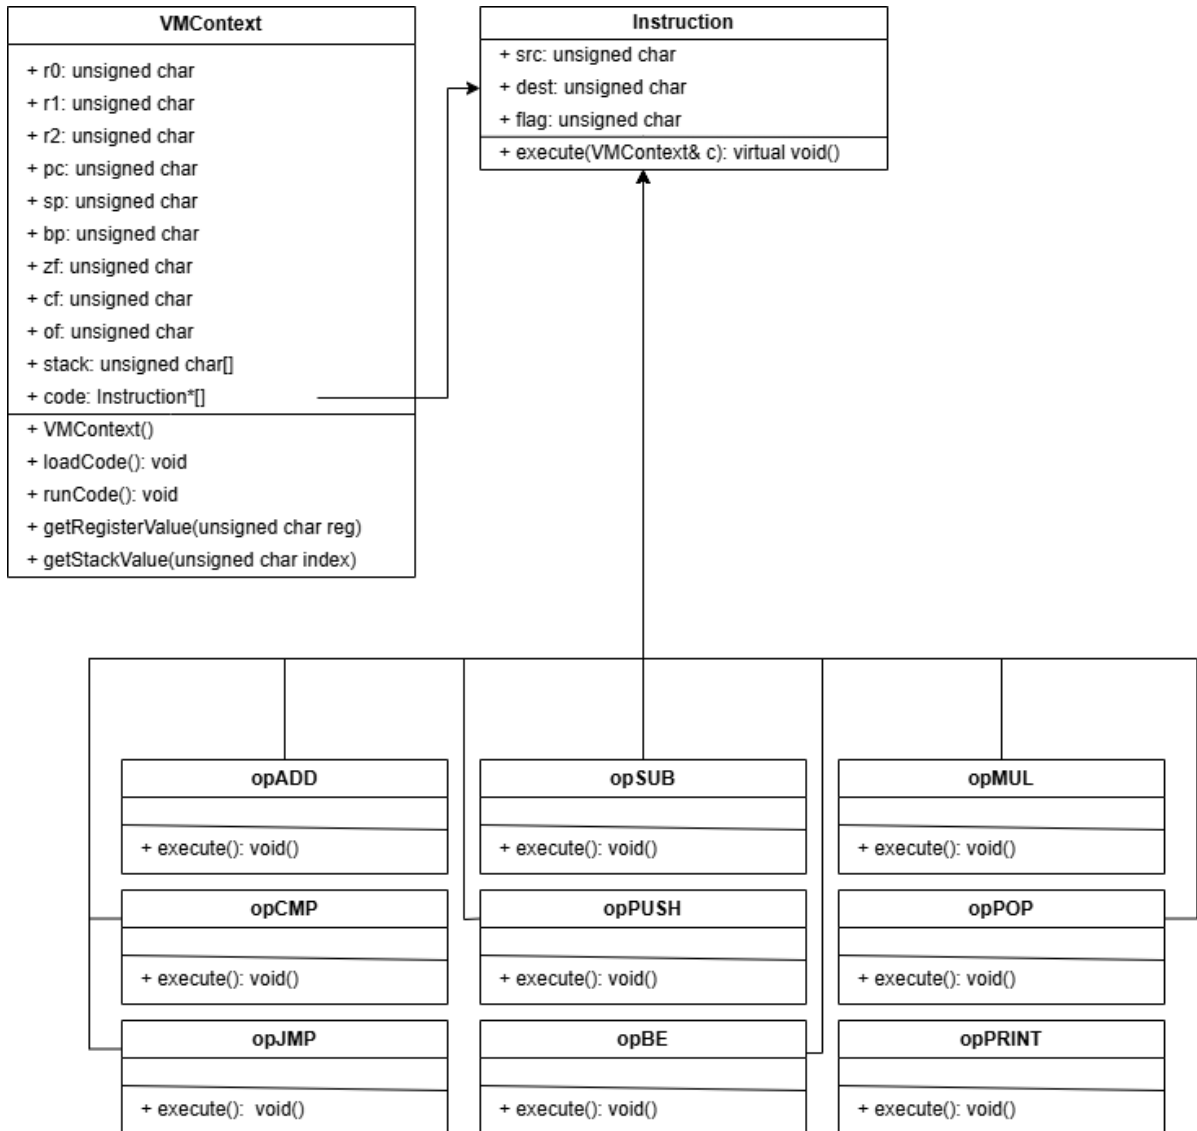 VMContext
+ r0: unsigned char
+ r1: unsigned char
+ r2: unsigned char
+ pc: unsigned char
+ sp: unsigned char
+ bp: unsigned char
+ zf: unsigned char
+ cf: unsigned char
+ of: unsigned char
+ stack: unsigned char[]
+ code: Instruction*[]
+ VMContext()
+ loadCode(): void
+ runCode(): void
+ getRegisterValue(unsigned char reg)
+ getStackValue(unsigned char index)
Instruction
+ src: unsigned char
+ dest: unsigned char
+ flag: unsigned char
+ execute(VMContext& c): virtual void()
opADD
+ execute(): void()
opSUB
+ execute(): void()
opMUL
+ execute(): void()
opCMP
+ execute(): void()
opPUSH
+ execute(): void()
opPOP
+ execute(): void()
opJMP
+ execute():  void()
opBE
+ execute(): void()
opPRINT
+ execute(): void()